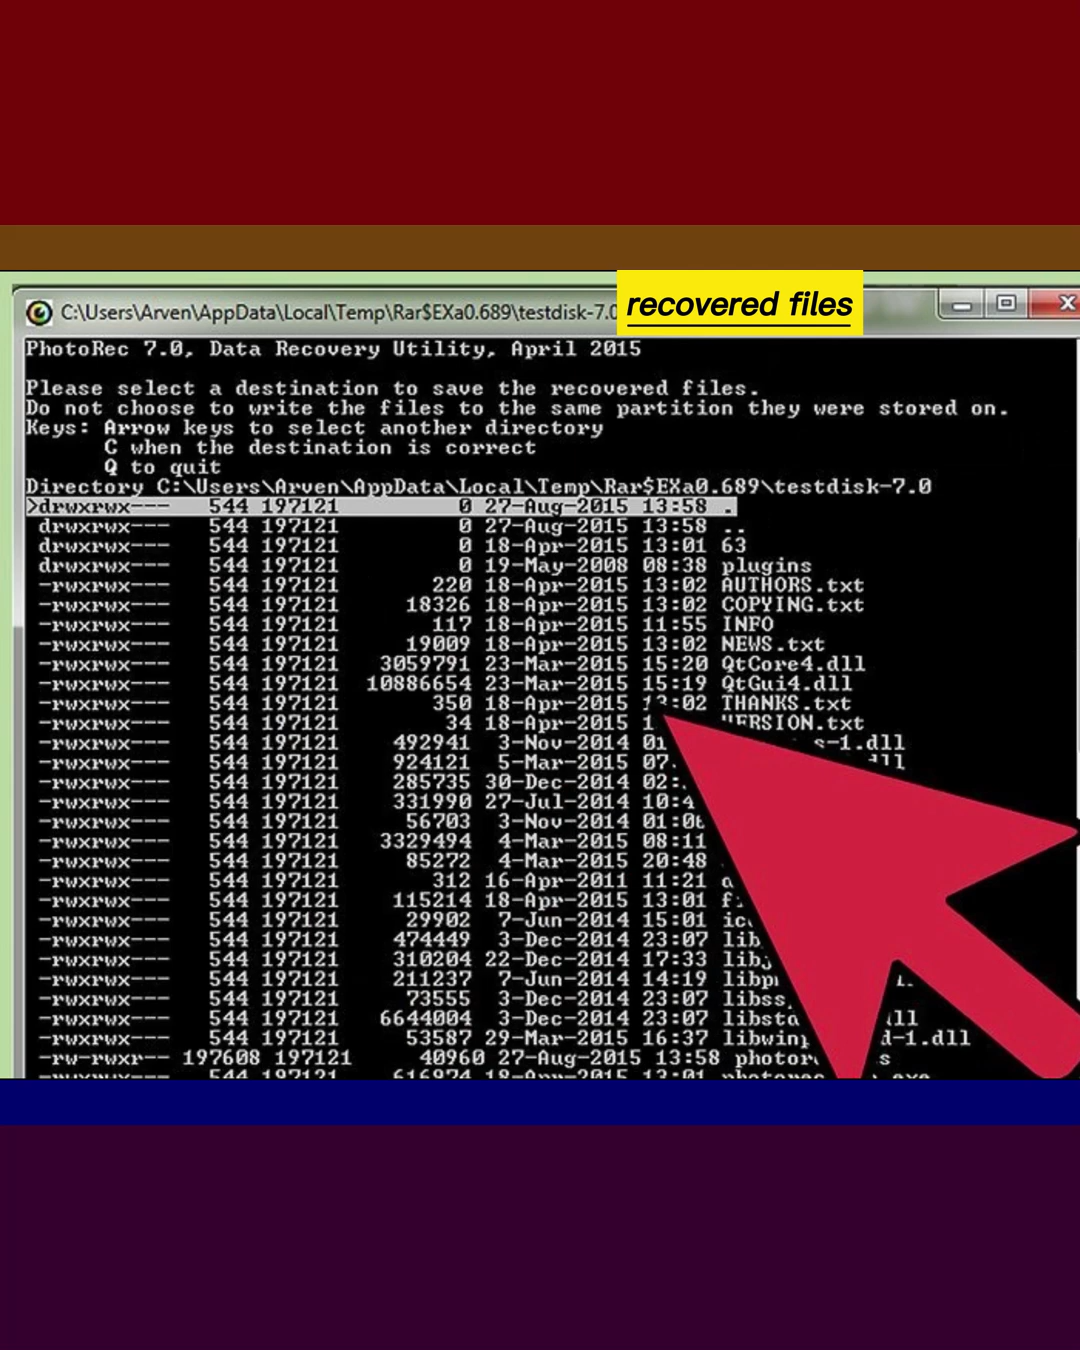 recovered files
C:\Users\Arven\AppData\Local\Temp\Rar$EXa0.689\testdisk-7.0
PhotoRec 7.0, Data Recovery Utility, April 2015
Please select a destination to save the recovered files.
Do not choose to write the files to the same partition they were stored on.
Keys: Arrow keys to select another directory
C when the destination is correct
Q to quit
Directory C:\Users\Arven\AppData\Local\Temp\Rar$EXa0.689\testdisk-7.0
>drwxrwx--- 544 197121 0 27-Aug-2015 13:58 .
drwxrwx--- 544 197121 0 27-Aug-2015 13:58 ..
drwxrwx--- 544 197121 0 18-Apr-2015 13:01 63
drwxrwx--- 544 197121 0 19-May-2008 08:38 plugins
-rwxrwx--- 544 197121 220 18-Apr-2015 13:02 AUTHORS.txt
-rwxrwx--- 544 197121 18326 18-Apr-2015 13:02 COPYING.txt
-rwxrwx--- 544 197121 117 18-Apr-2015 11:55 INFO
-rwxrwx--- 544 197121 19009 18-Apr-2015 13:02 NEWS.txt
-rwxrwx--- 544 197121 3059791 23-Mar-2015 15:20 QtCore4.dll
-rwxrwx--- 544 197121 10886654 23-Mar-2015 15:19 QtGui4.dll
-rwxrwx--- 544 197121 350 18-Apr-2015 13:02 THANKS.txt
-rwxrwx--- 544 197121 34 18-Apr-2015 VERSION.txt
-rwxrwx--- 544 197121 492941 3-Nov-2014 s-1.dll
-rwxrwx--- 544 197121 924121 5-Mar-2015
-rwxrwx--- 544 197121 285735 30-Dec-2014
-rwxrwx--- 544 197121 331990 27-Jul-2014
-rwxrwx--- 544 197121 56703 3-Nov-2014
-rwxrwx--- 544 197121 3329494 4-Mar-2015 08:11
-rwxrwx--- 544 197121 85272 4-Mar-2015 20:48
-rwxrwx--- 544 197121 312 16-Apr-2011 11:21
-rwxrwx--- 544 197121 115214 18-Apr-2015 13:01
-rwxrwx--- 544 197121 29902 7-Jun-2014 15:01
-rwxrwx--- 544 197121 474449 3-Dec-2014 23:07
-rwxrwx--- 544 197121 310204 22-Dec-2014 17:33
-rwxrwx--- 544 197121 211237 7-Jun-2014 14:19
-rwxrwx--- 544 197121 73555 3-Dec-2014 23:07
-rwxrwx--- 544 197121 6644004 3-Dec-2014 23:07
-rwxrwx--- 544 197121 53587 29-Mar-2015 16:37 d-1.dll
-rw-rwxr-- 197608 197121 40960 27-Aug-2015 13:58
-rwxrwx--- 544 197121 616974 18-Apr-2015 13:01